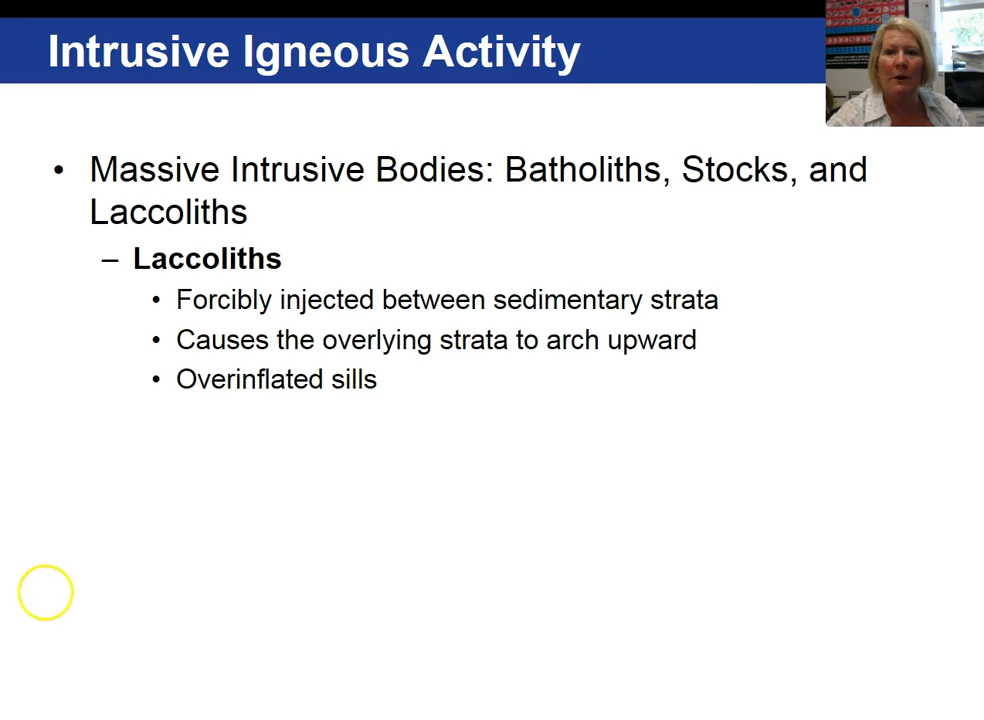 Intrusive Igneous Activity
• Massive Intrusive Bodies: Batholiths, Stocks, and
Laccoliths
– Laccoliths
• Forcibly injected between sedimentary strata
• Causes the overlying strata to arch upward
• Overinflated sills